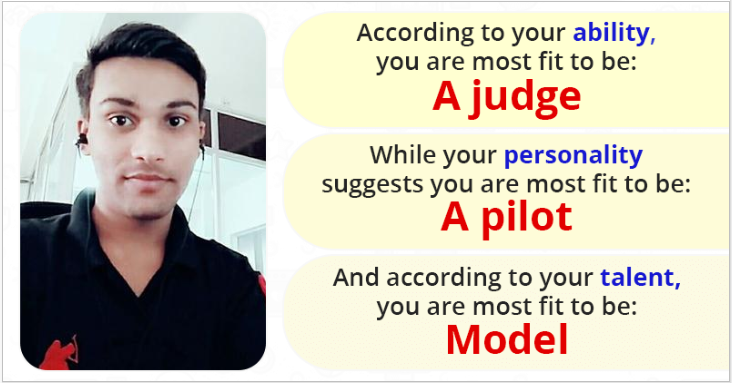 According to your ability,
you are most fit to be:
A judge
While your personality
suggests you are most fit to be:
A pilot
And according to your talent,
you are most fit to be:
Model